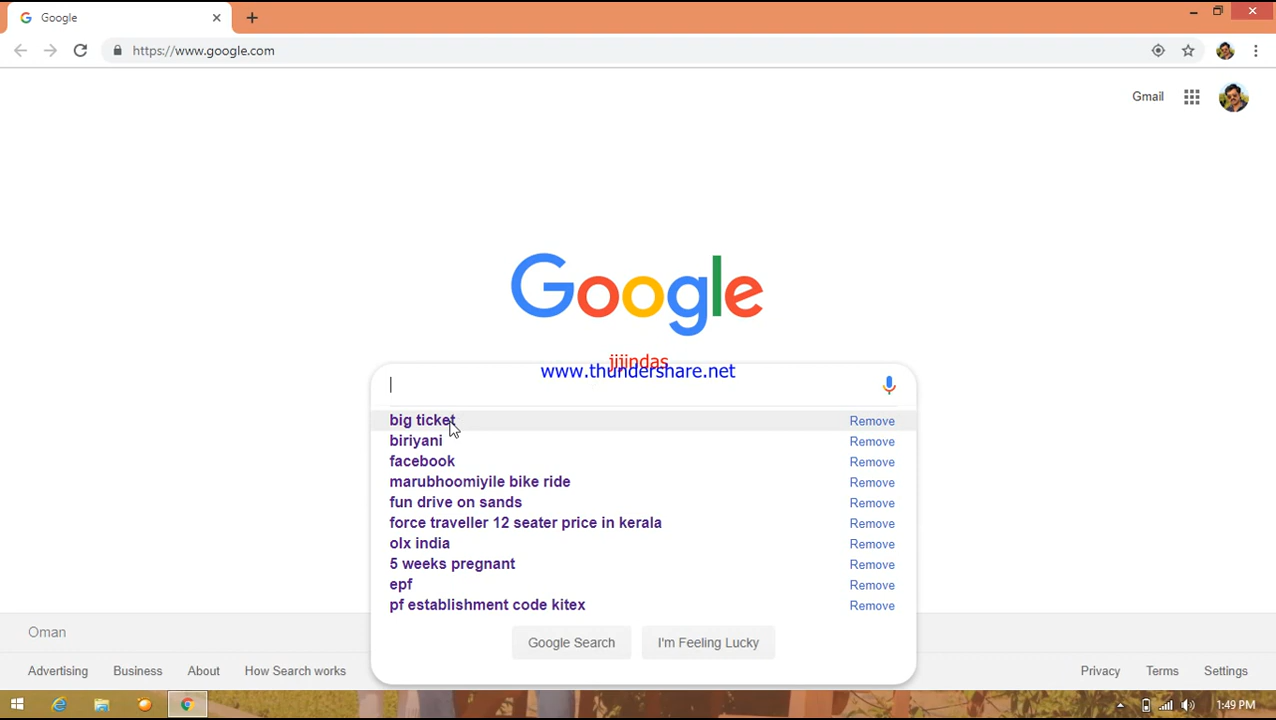 Google
https://www.google.com
Gmail
Google
jijindas
www.thundershare.net
big ticket Remove
biriyani Remove
facebook Remove
marubhoomiyile bike ride Remove
fun drive on sands Remove
force traveller 12 seater price in kerala Remove
olx india Remove
5 weeks pregnant Remove
epf Remove
pf establishment code kitex Remove
Google Search I'm Feeling Lucky
Oman
Advertising Business About How Search works Privacy Terms Settings
1:49 PM